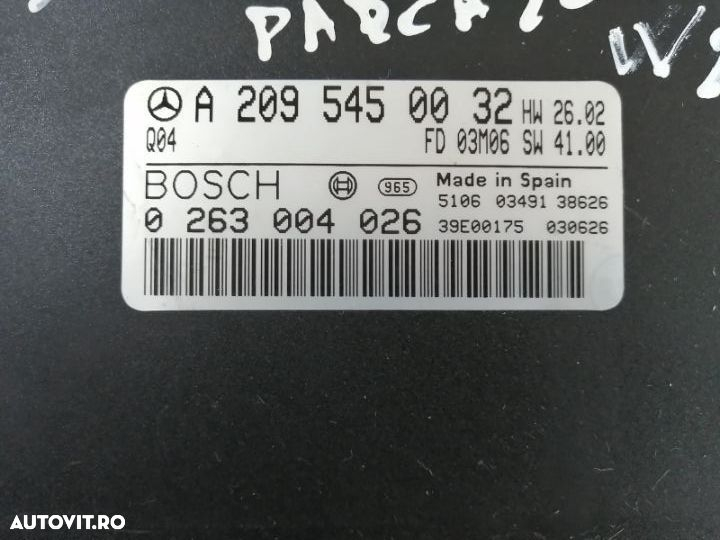 A 209 545 00 32 HW 26.02
Q04 FD 03M06 SW 41.00
BOSCH 965 Made in Spain
5106 03491 38626
0 263 004 026 39E00175 030626
AUTOVIT.RO